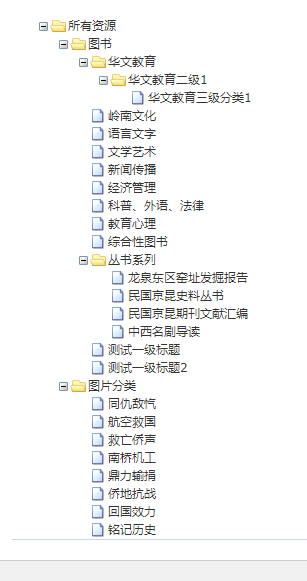 所有资源
图书
华文教育
华文教育二级1
华文教育三级分类1
岭南文化
语言文字
文学艺术
新闻传播
经济管理
科普、外语、法律
教育心理
综合性图书
丛书系列
龙泉东区窑址发掘报告
民国京昆史料丛书
民国京昆期刊文献汇编
中西名剧导读
测试一级标题
测试一级标题2
图片分类
同仇敌忾
航空救国
救亡侨声
南桥机工
鼎力输捐
侨地抗战
回国效力
铭记历史